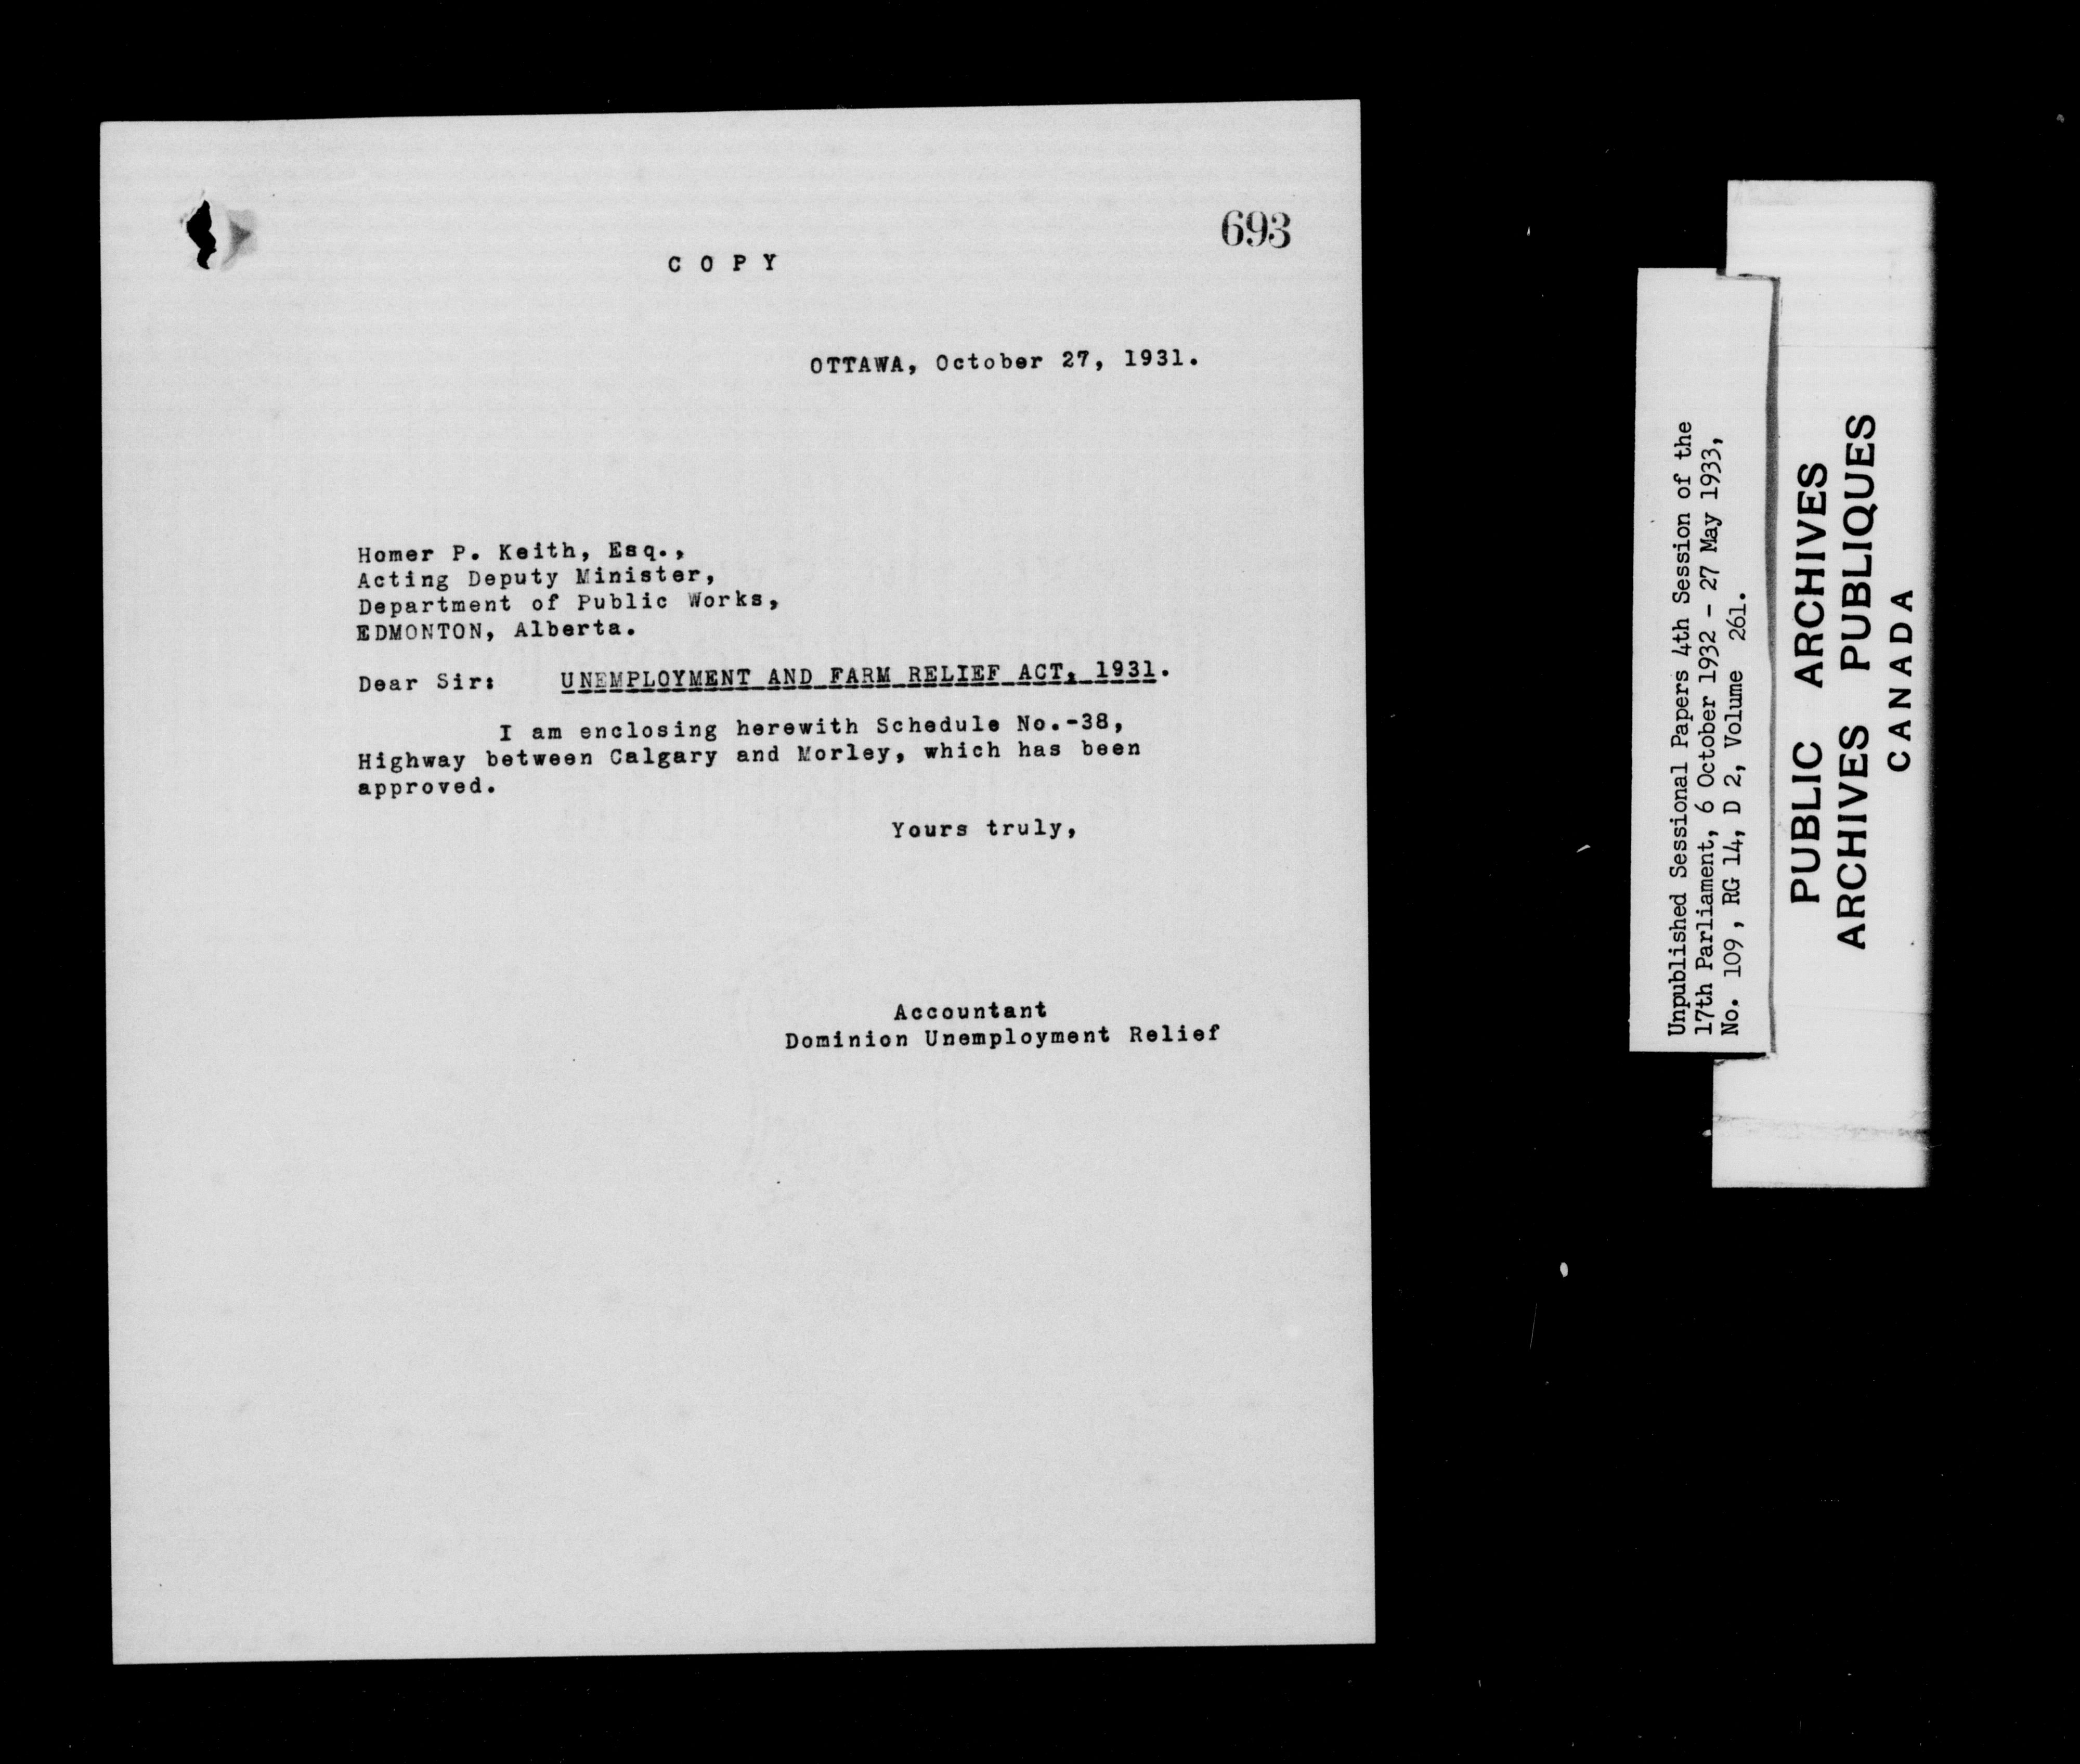 693
C O P Y
OTTAWA, October 27, 1931.
Homer P. Keith, Esq.,
Acting Deputy Minister,
Department of Public Works,
EDMONTON, Alberta.
Dear Sir: UNEMPLOYMENT AND FARM RELIEF ACT, 1931.
I am enclosing herewith Schedule No.-38,
Highway between Calgary and Morley, which has been
approved.
Yours truly,
Accountant
Dominion Unemployment Relief
Unpublished Sessional Papers 4th Session of the
17th Parliament, 6 October 1932 - 27 May 1933,
No. 109, RG 14, D 2, Volume 261.
PUBLIC ARCHIVES
ARCHIVES PUBLIQUES
CANADA